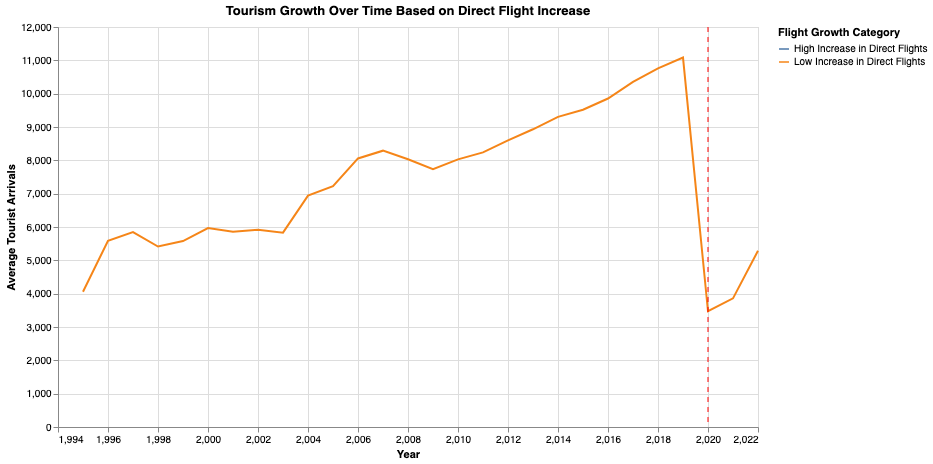 Tourism Growth Over Time Based on Direct Flight Increase
Flight Growth Category
High Increase in Direct Flights
Low Increase in Direct Flights
Average Tourist Arrivals
12,000
11,000
10,000
9,000
8,000
7,000
6,000
5,000
4,000
3,000
2,000
1,000
0
1,994 1,996 1,998 2,000 2,002 2,004 2,006 2,008 2,010 2,012 2,014 2,016 2,018 2,020 2,022
Year